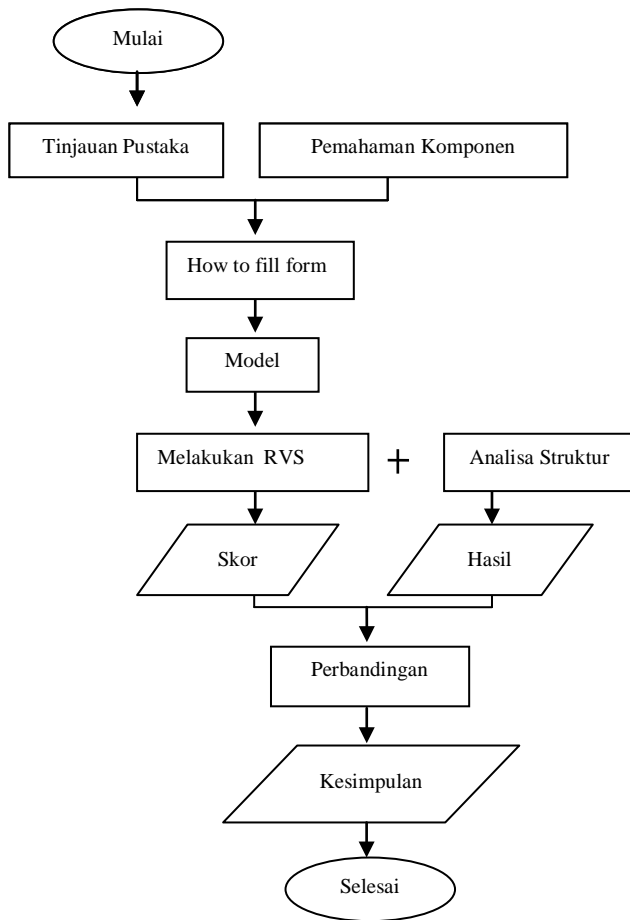 Mulai
Tinjauan Pustaka
Pemahaman Komponen
How to fill form
Model
Melakukan RVS
+
Analisa Struktur
Skor
Hasil
Perbandingan
Kesimpulan
Selesai